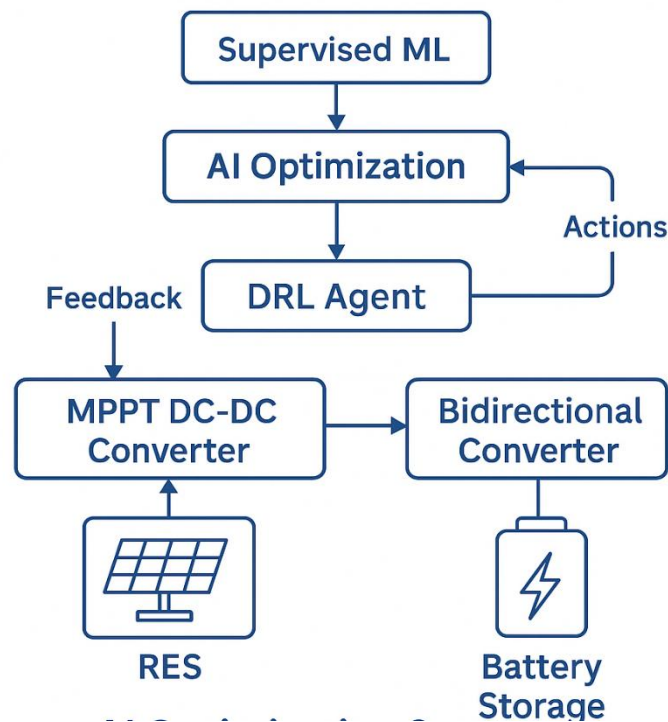 Supervised ML
AI Optimization
Actions
Feedback
DRL Agent
MPPT DC-DC
Converter
Bidirectional
Converter
RES
Battery
Storage